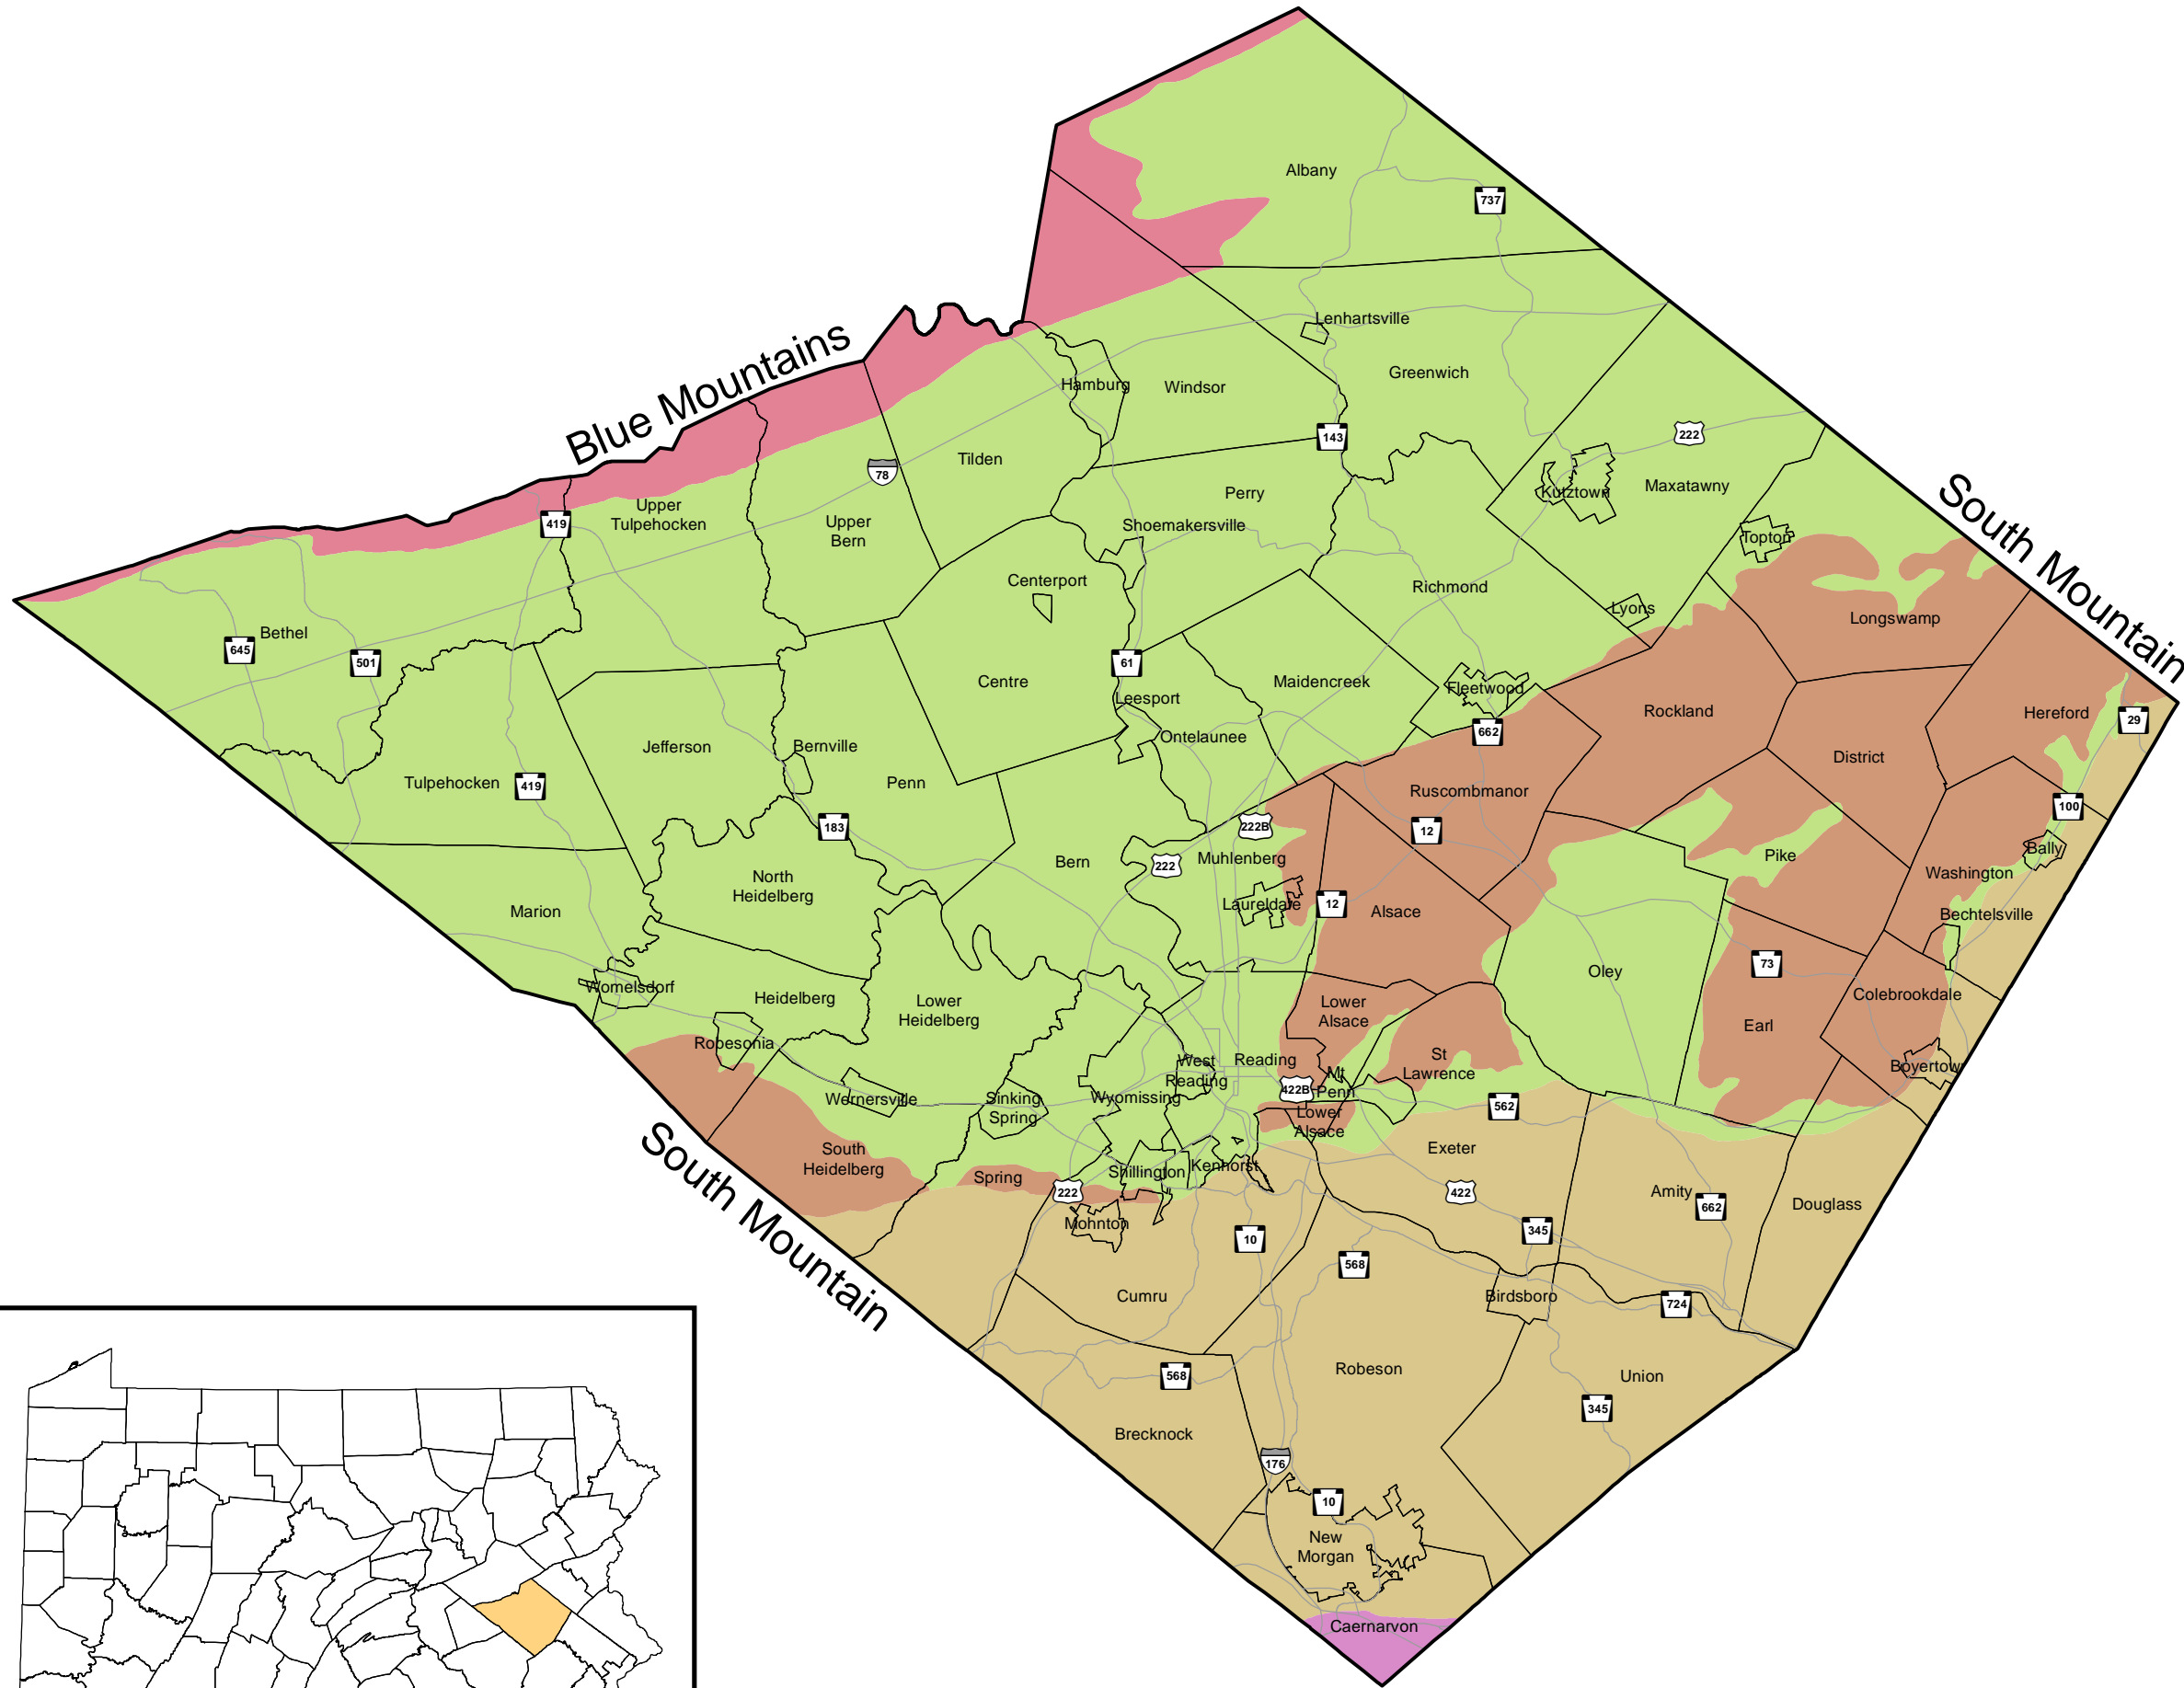 Albany
737
Lenhartsville
Blue Mountains
Hamburg
Windsor
Greenwich
143
222
78
Tilden
Perry
Kutztown
Maxatawny
South Mountain
419
Upper
Tulpehocken
Upper
Bern
Shoemakersville
Topton
Centerport
Richmond
Lyons
Longswamp
Bethel
645
501
61
Centre
Leesport
Maidencreek
Fleetwood
Rockland
Hereford
29
662
Ontelaunee
Jefferson
Bernville
Penn
Tulpehocken
419
District
Ruscombmanor
100
183
222B
12
Bern
222
Muhlenberg
Pike
Bally
Washington
North
Heidelberg
Laureldale
12
Alsace
Marion
Bechtelsville
73
Oley
Womelsdorf
Heidelberg
Lower
Heidelberg
Lower
Alsace
Colebrookdale
Earl
Robesonia
West
Reading
Reading
St
Lawrence
Boyertown
Mt
Penn
422B
Wernersville
Sinking
Spring
Wyomissing
562
Lower
Alsace
Exeter
South
Heidelberg
Spring
Shillington
Kenhorst
222
422
Amity
662
Douglass
Mohnton
South Mountain
10
345
568
Cumru
Birdsboro
724
Robeson
568
Union
345
Brecknock
176
10
New
Morgan
Caernarvon